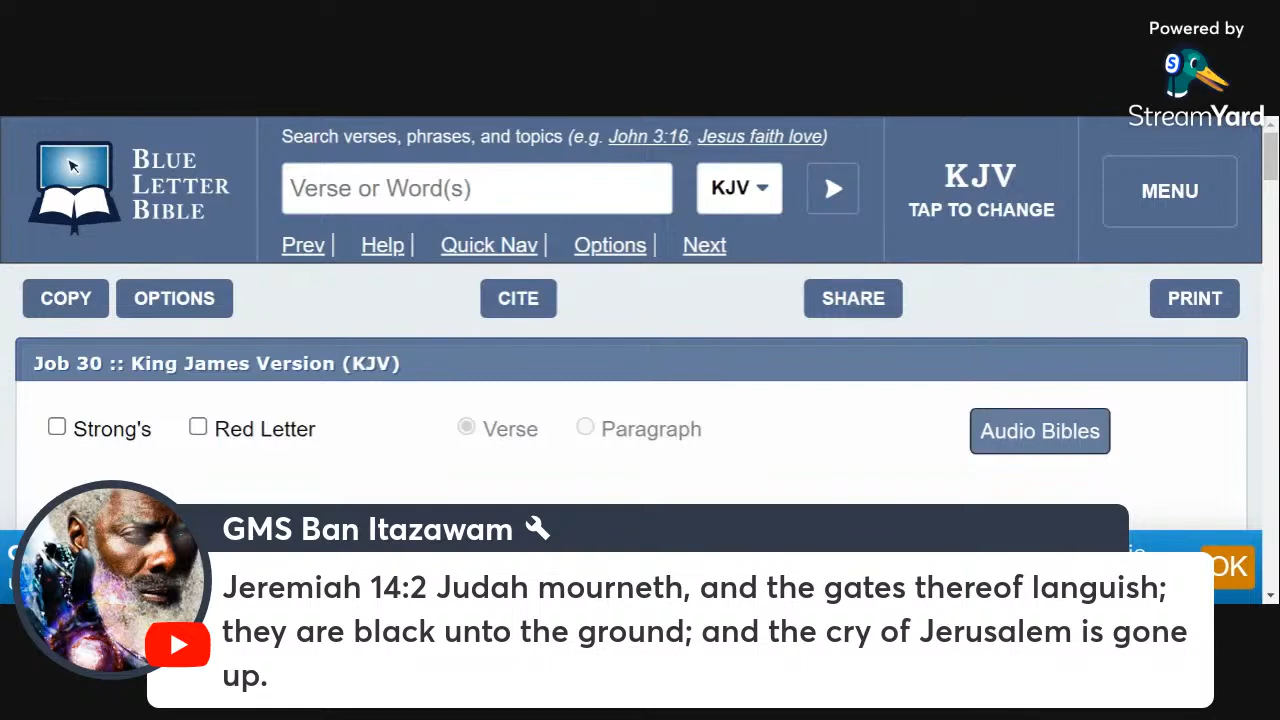 Powered by
StreamYard
Search verses, phrases, and topics (e.g. John 3:16, Jesus faith love)
BLUE
LETTER
BIBLE
Verse or Word(s)
KJV
KJV
TAP TO CHANGE
MENU
Prev | Help | Quick Nav | Options | Next
COPY
OPTIONS
CITE
SHARE
PRINT
Job 30 :: King James Version (KJV)
Strong's
Red Letter
Verse
Paragraph
Audio Bibles
GMS Ban Itazawam
OK
Jeremiah 14:2 Judah mourneth, and the gates thereof languish;
they are black unto the ground; and the cry of Jerusalem is gone
up.